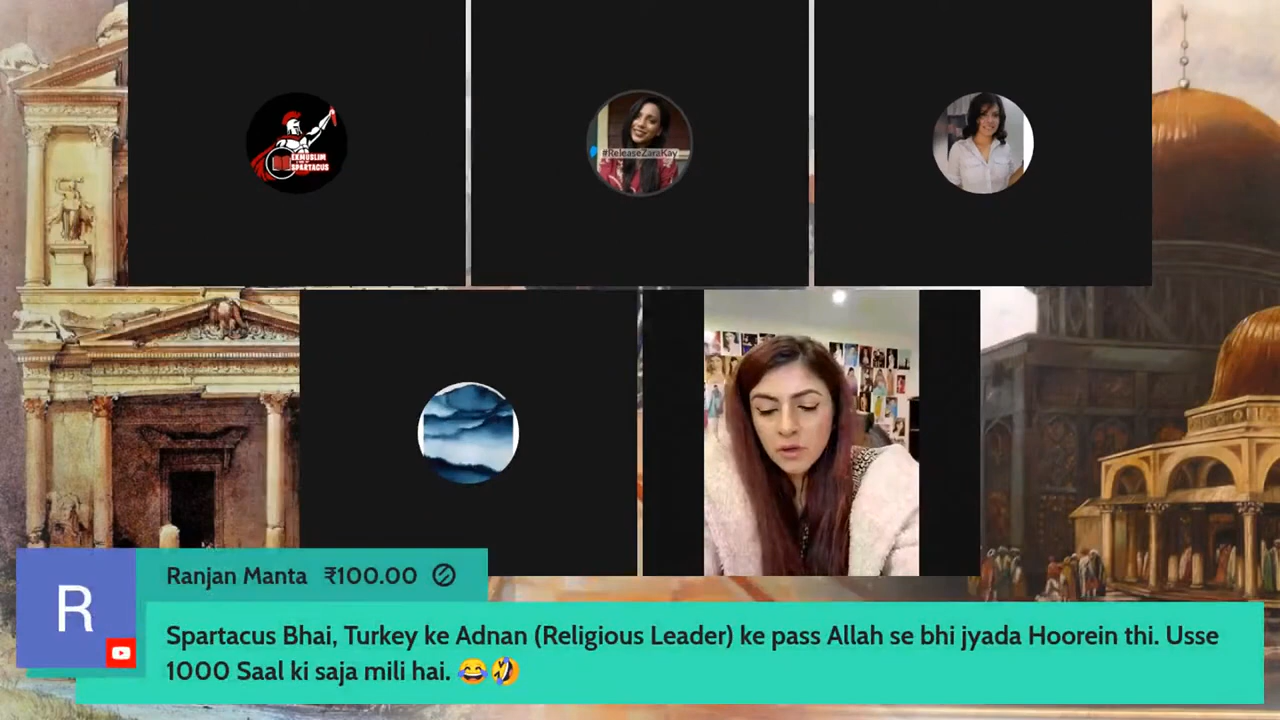 EXMUSLIM
SPARTACUS
#ReleaseZaraKay
R
Ranjan Manta ₹100.00
Spartacus Bhai, Turkey ke Adnan (Religious Leader) ke pass Allah se bhi jyada Hoorein thi. Usse
1000 Saal ki saja mili hai. 😂🤣